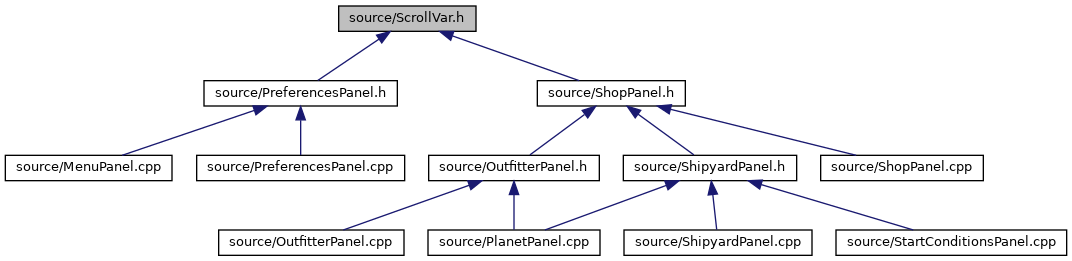 source/ScrollVar.h
source/PreferencesPanel.h
source/ShopPanel.h
source/MenuPanel.cpp
source/PreferencesPanel.cpp
source/OutfitterPanel.h
source/ShipyardPanel.h
source/ShopPanel.cpp
source/OutfitterPanel.cpp
source/PlanetPanel.cpp
source/ShipyardPanel.cpp
source/StartConditionsPanel.cpp